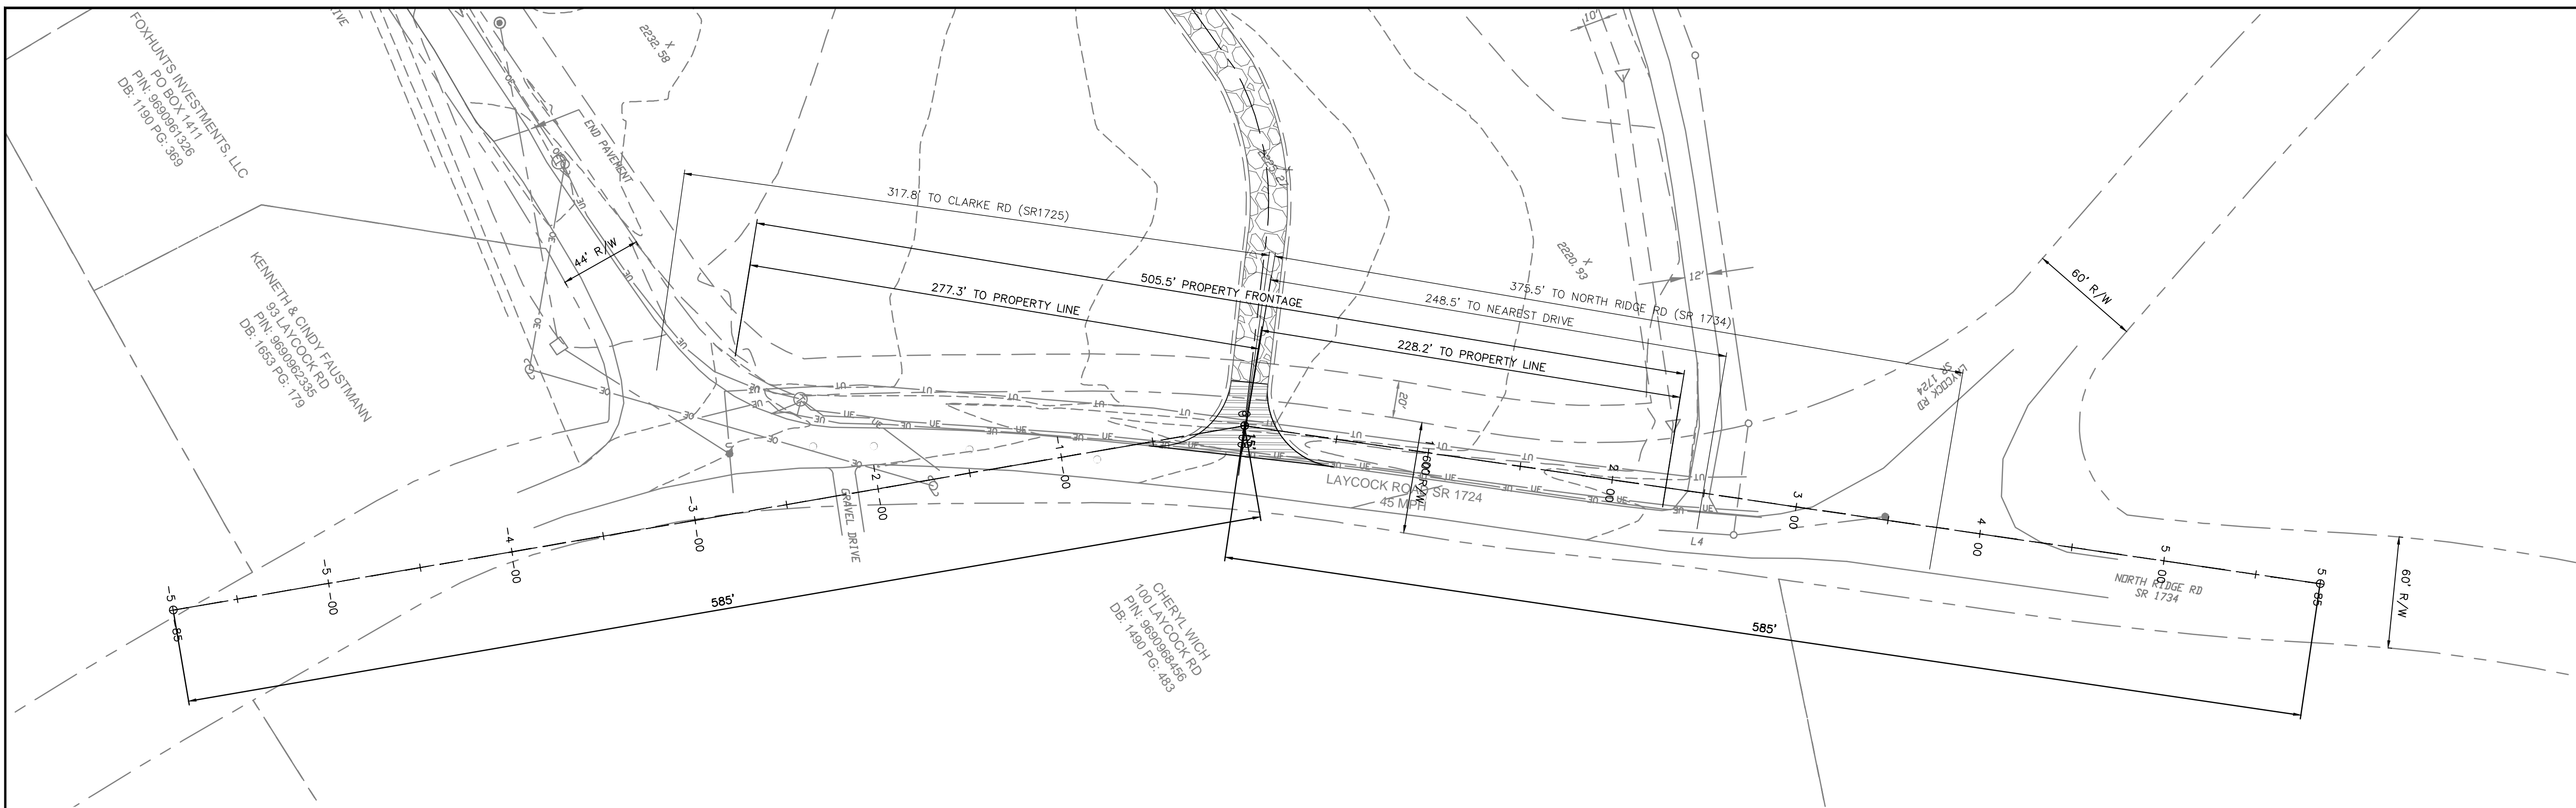 FOXHUNTS INVESTMENTS, LLC
PO BOX 1411
PIN: 9690961326
DB: 1190 PG: 369
KENNETH & CINDY FAUSTMANN
93 LAYCOCK RD
PIN: 9690962335
DB: 1653 PG: 179
2232.58
X
END PAVEMENT
44' R/W
10'
317.8' TO CLARKE RD (SR1725)
505.5' PROPERTY FRONTAGE
277.3' TO PROPERTY LINE
375.5' TO NORTH RIDGE RD (SR 1734)
248.5' TO NEAREST DRIVE
228.2' TO PROPERTY LINE
X
2220.93
12'
60' R/W
LAYCOCK RD
SR 1724
20'
15'
60' R/W
LAYCOCK ROAD SR 1724
45 MPH
GRAVEL DRIVE
L4
NORTH RIDGE RD
SR 1734
60' R/W
-5 85
-5 00
-4 00
-3 00
-2 00
-1 00
2 00
3 00
4 00
5 00
5 85
585'
585'
CHERYL WICH
100 LAYCOCK RD
PIN: 9690968456
DB: 1490 PG: 483
OE
UE
UT